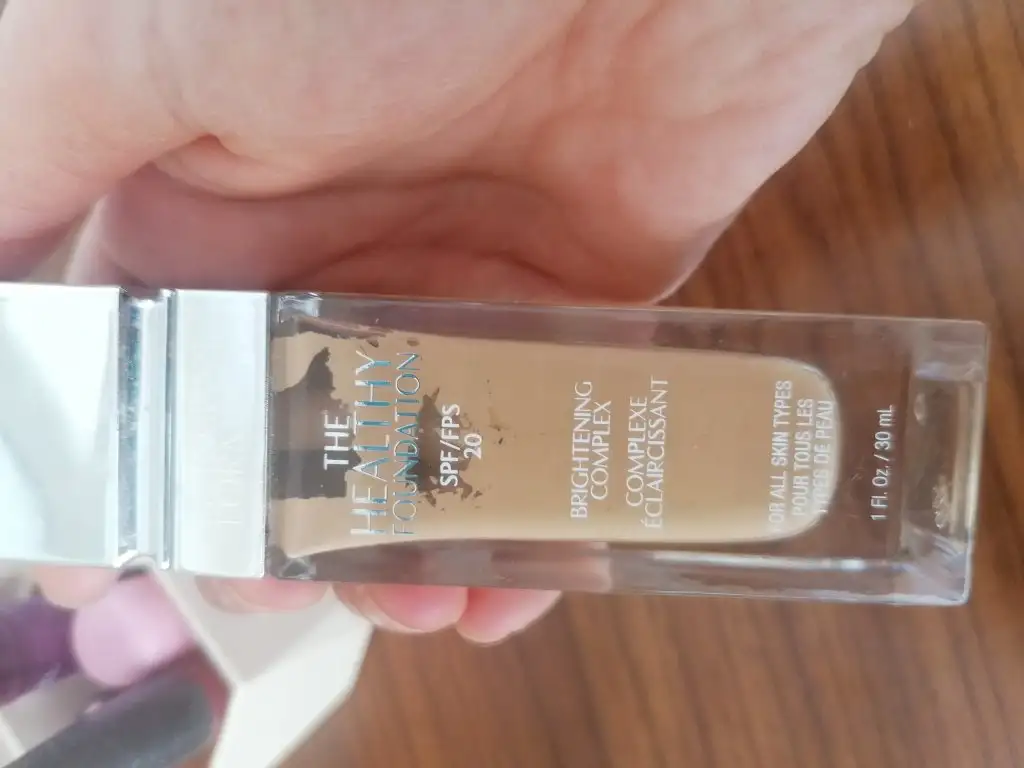 THE
HEALTHY
FOUNDATION
SPF/FPS
20
BRIGHTENING
COMPLEX
COMPLEXE
ÉCLAIRCISSANT
FOR ALL SKIN TYPES
POUR TOUS LES
TYPES DE PEAU
1 Fl. Oz. / 30 mL